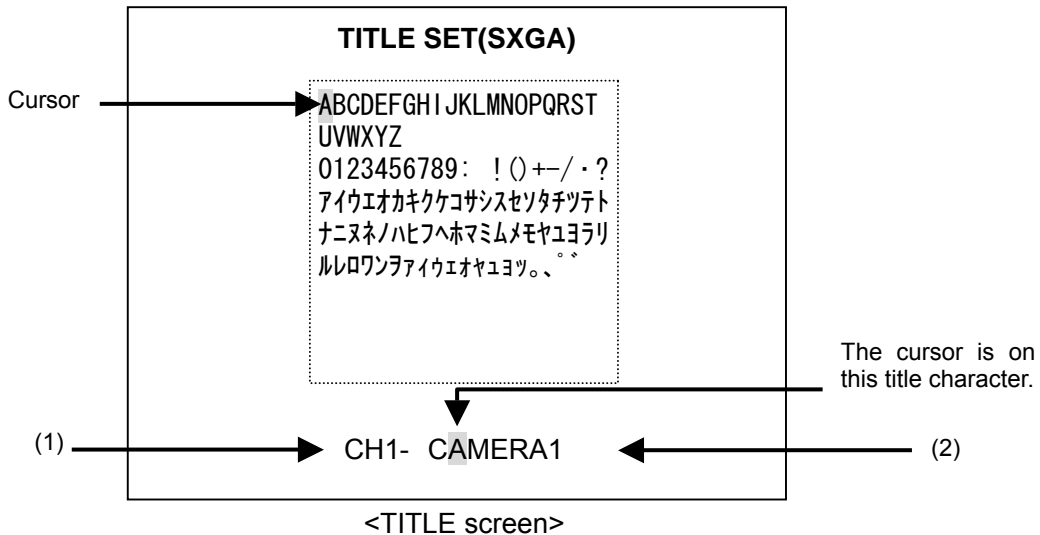 TITLE SET(SXGA)
Cursor
ABCDEFGHIJKLMNOPQRST
UVWXYZ
0123456789: !()+-/・?
アイウエオカキクケコサシスセソタチツテト
ナニヌネノハヒフヘホマミムメモヤユヨラリ
ルレロワンヲァィゥェォャュョッ。、゜゛
The cursor is on
this title character.
(1)
CH1- CAMERA1
(2)
<TITLE screen>